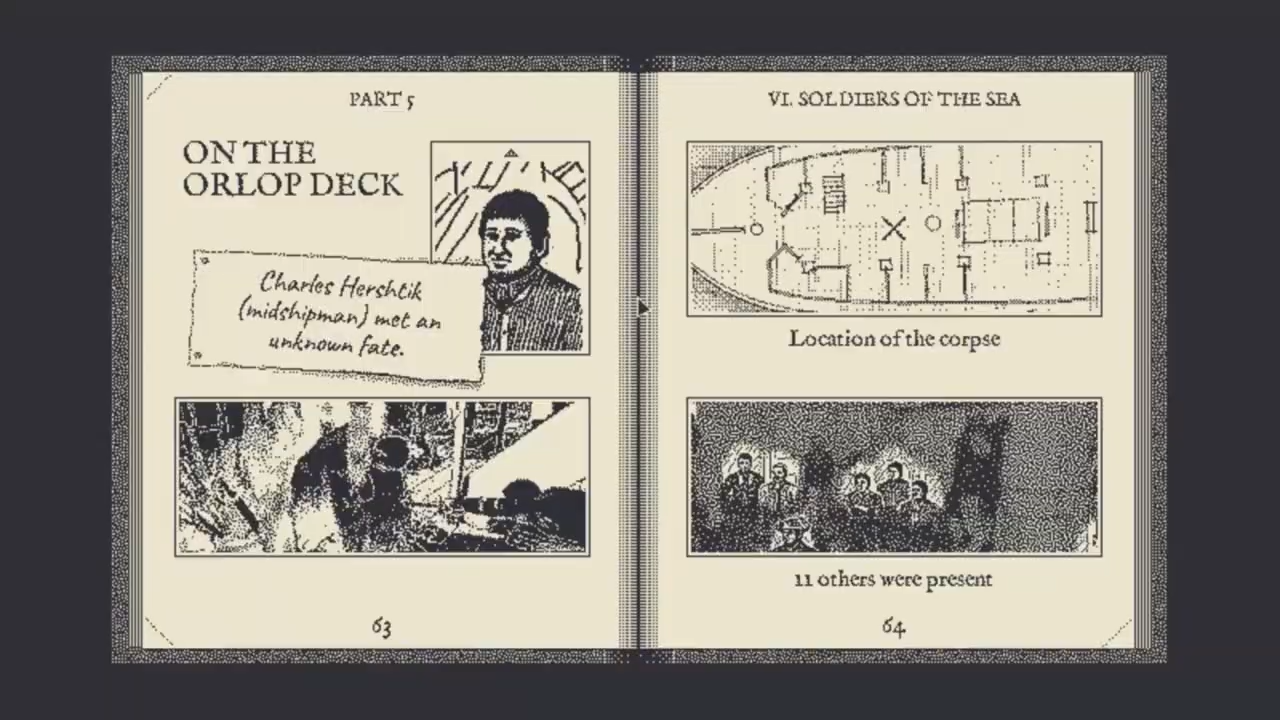 PART 5
ON THE
ORLOP DECK
Charles Hershtik
(midshipman) met an
unknown fate.
63
VI. SOLDIERS OF THE SEA
Location of the corpse
11 others were present
64